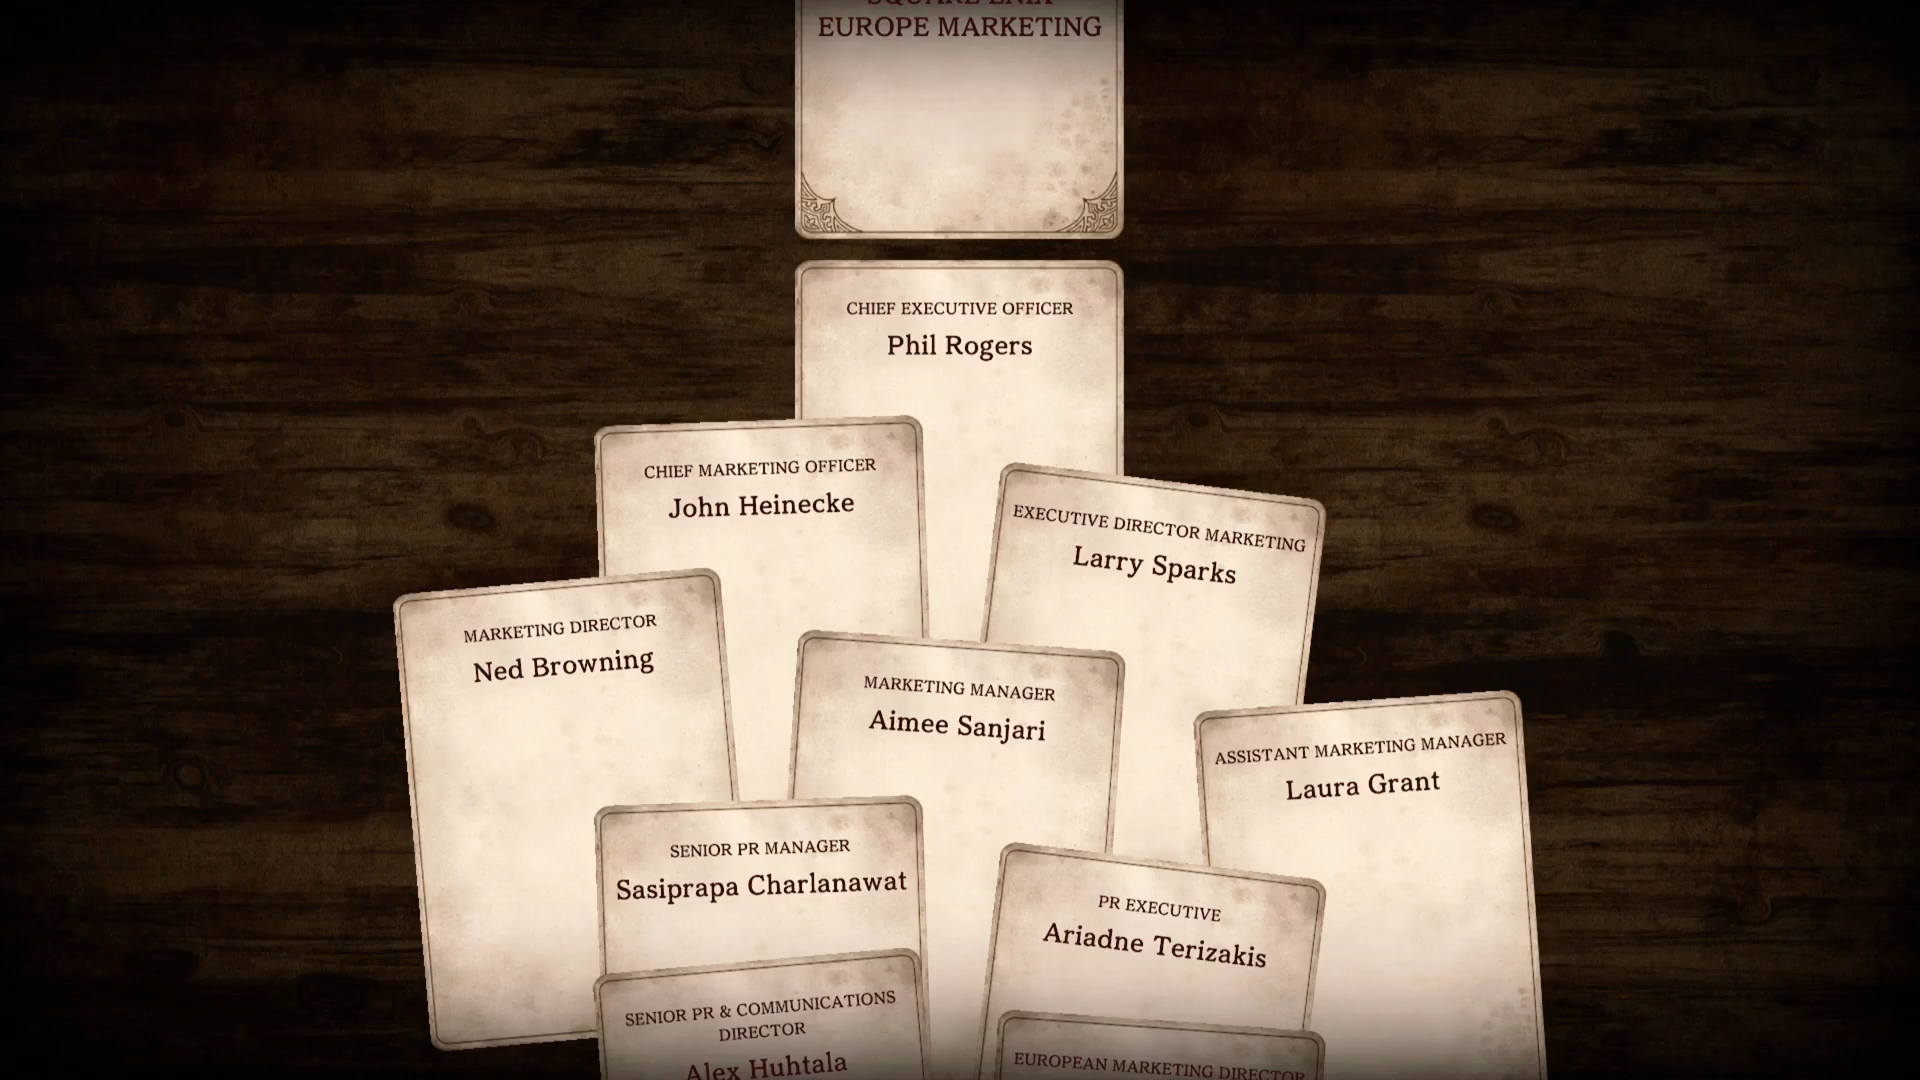 SQUARE ENIX
EUROPE MARKETING
CHIEF EXECUTIVE OFFICER
Phil Rogers
CHIEF MARKETING OFFICER
John Heinecke
EXECUTIVE DIRECTOR MARKETING
Larry Sparks
MARKETING DIRECTOR
Ned Browning
MARKETING MANAGER
Aimee Sanjari
ASSISTANT MARKETING MANAGER
Laura Grant
SENIOR PR MANAGER
Sasiprapa Charlanawat
PR EXECUTIVE
Ariadne Terizakis
SENIOR PR & COMMUNICATIONS
DIRECTOR
Alex Huhtala
EUROPEAN MARKETING DIRECTOR